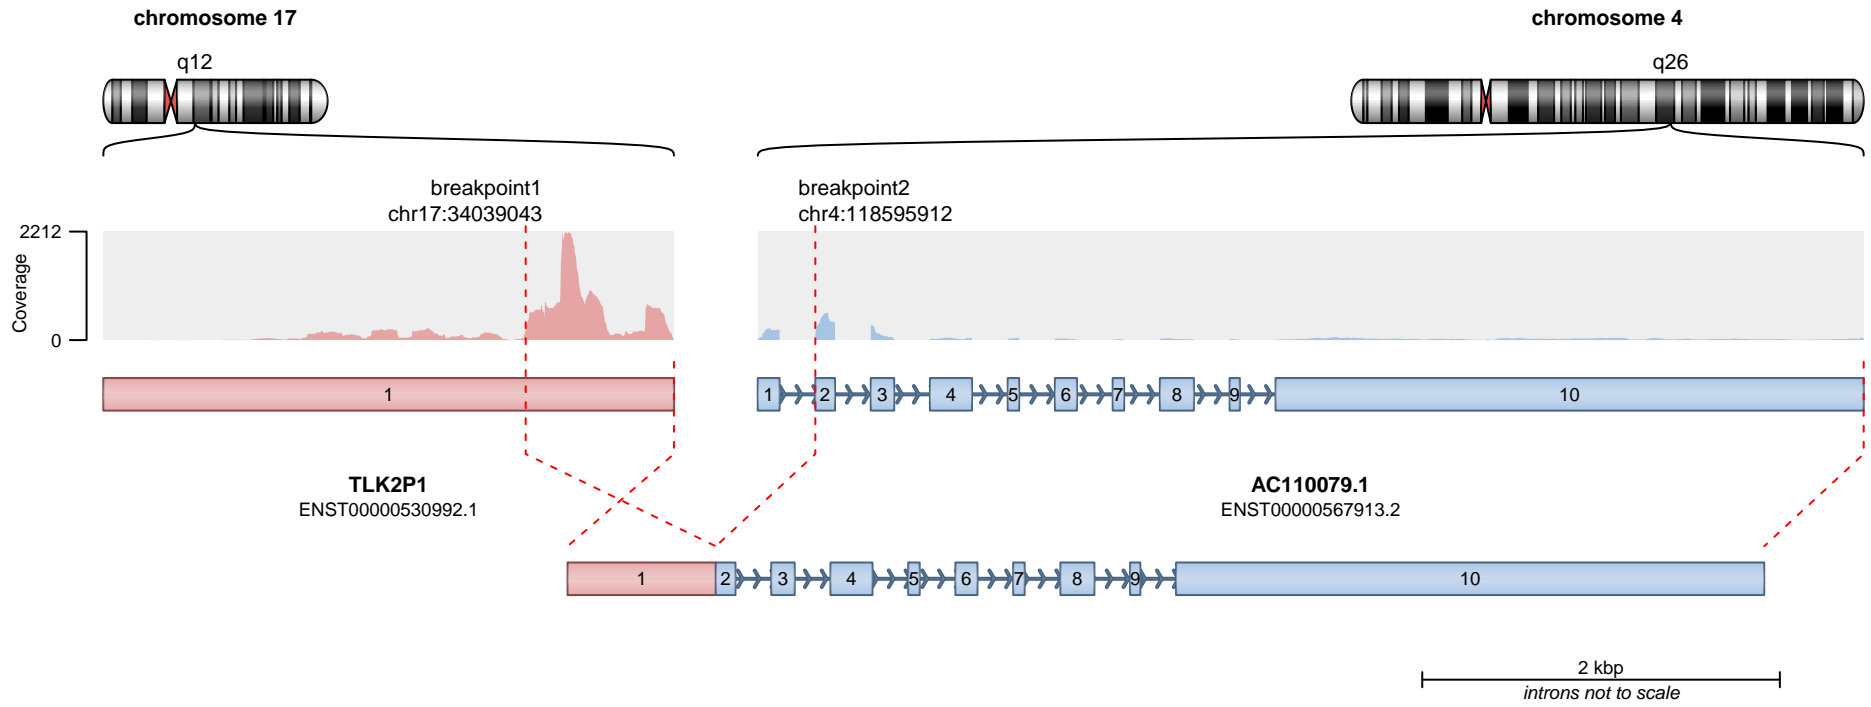 chromosome 17
chromosome 4
q12
q26
breakpoint1
chr17:34039043
breakpoint2
chr4:118595912
2212
Coverage
0
1
1 2 3 4 5 6 7 8 9 10
TLK2P1
ENST00000530992.1
AC110079.1
ENST00000567913.2
1 2 3 4 5 6 7 8 9 10
2 kbp
introns not to scale